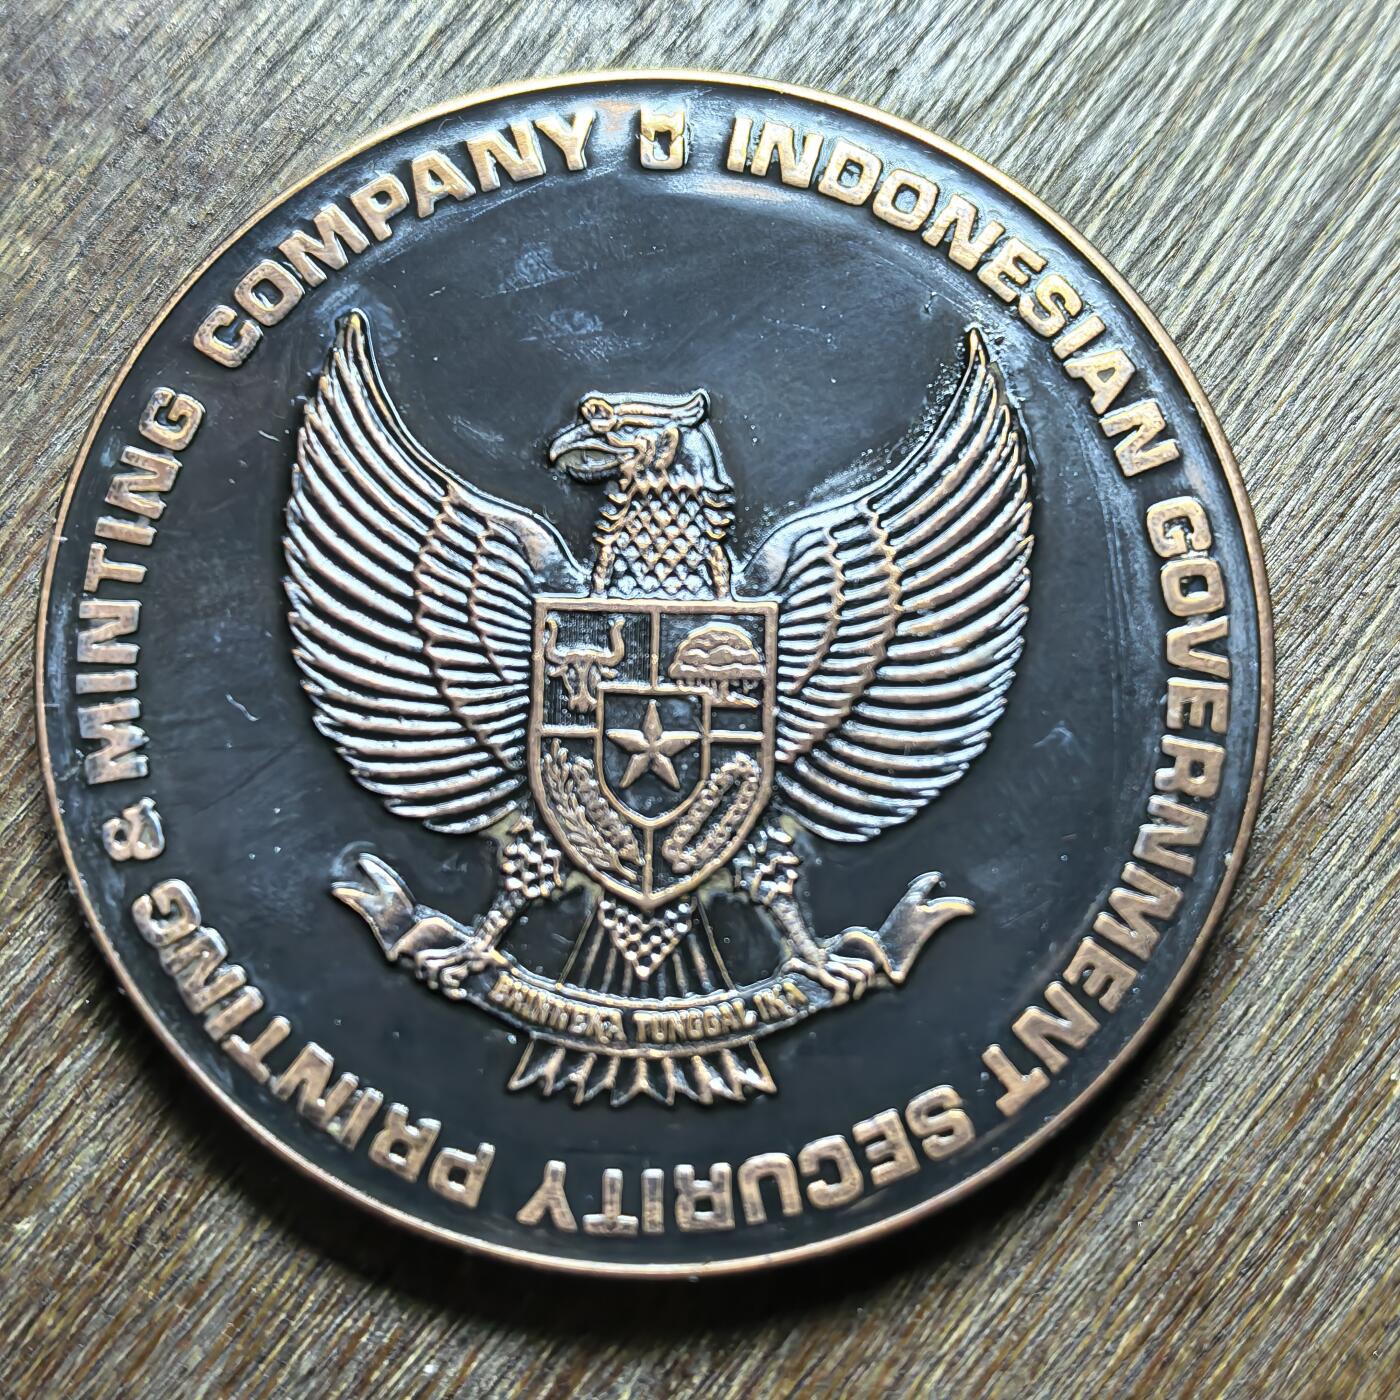 INDONESIAN GOVERNMENT SECURITY PRINTING & MINTING COMPANY
BHINNEKA TUNGGAL IKA